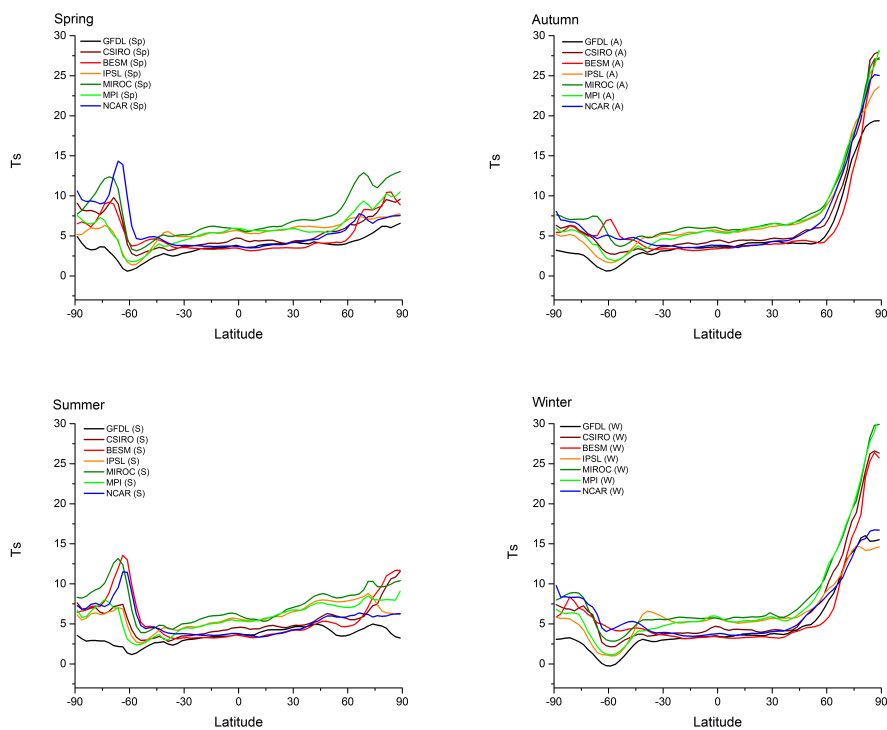 Spring
30
25
20
15
10
5
0
Ts
GFDL (Sp)
CSIRO (Sp)
BESM (Sp)
IPSL (Sp)
MIROC (Sp)
MPI (Sp)
NCAR (Sp)
-90 -60 -30 0 30 60 90
Latitude
Autumn
30
25
20
15
10
5
0
Ts
GFDL (A)
CSIRO (A)
BESM (A)
IPSL (A)
MIROC (A)
MPI (A)
NCAR (A)
-90 -60 -30 0 30 60 90
Latitude
Summer
30
25
20
15
10
5
0
Ts
GFDL (S)
CSIRO (S)
BESM (S)
IPSL (S)
MIROC (S)
MPI (S)
NCAR (S)
-90 -60 -30 0 30 60 90
Latitude
Winter
30
25
20
15
10
5
0
Ts
GFDL (W)
CSIRO (W)
BESM (W)
IPSL (W)
MIROC (W)
MPI (W)
NCAR (W)
-90 -60 -30 0 30 60 90
Latitude